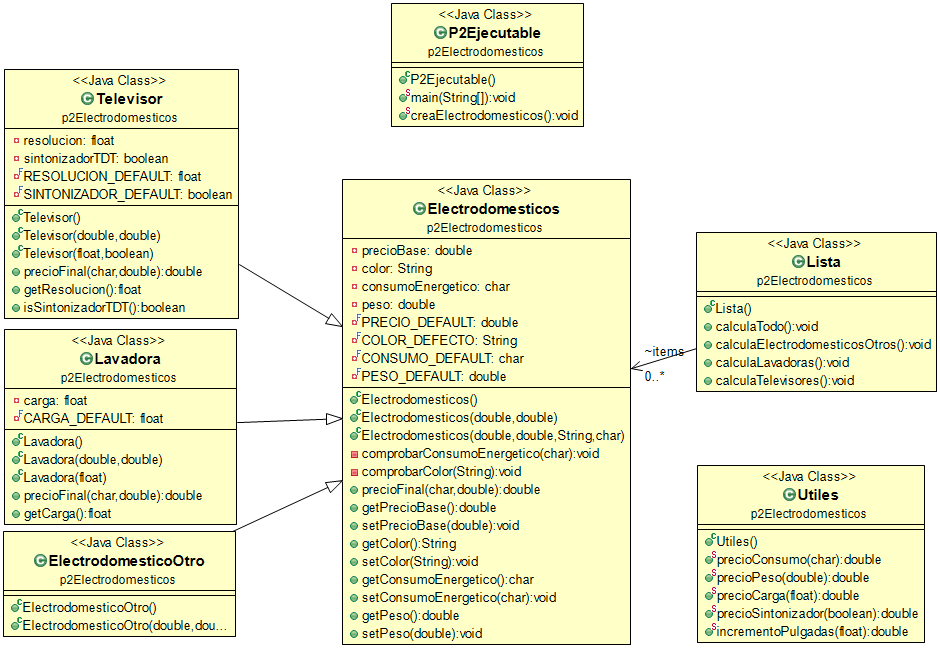 <<Java Class>>
P2Ejecutable
p2Electrodomesticos
P2Ejecutable()
main(String[]):void
creaElectrodomesticos():void
<<Java Class>>
Televisor
p2Electrodomesticos
resolucion: float
sintonizadorTDT: boolean
RESOLUCION_DEFAULT: float
SINTONIZADOR_DEFAULT: boolean
Televisor()
Televisor(double,double)
Televisor(float,boolean)
precioFinal(char,double):double
getResolucion():float
isSintonizadorTDT():boolean
<<Java Class>>
Lavadora
p2Electrodomesticos
carga: float
CARGA_DEFAULT: float
Lavadora()
Lavadora(double,double)
Lavadora(float)
precioFinal(char,double):double
getCarga():float
<<Java Class>>
ElectrodomesticoOtro
p2Electrodomesticos
ElectrodomesticoOtro()
ElectrodomesticoOtro(double,dou...
<<Java Class>>
Electrodomesticos
p2Electrodomesticos
precioBase: double
color: String
consumoEnergetico: char
peso: double
PRECIO_DEFAULT: double
COLOR_DEFECTO: String
CONSUMO_DEFAULT: char
PESO_DEFAULT: double
Electrodomesticos()
Electrodomesticos(double,double)
Electrodomesticos(double,double,String,char)
comprobarConsumoEnergetico(char):void
comprobarColor(String):void
precioFinal(char,double):double
getPrecioBase():double
setPrecioBase(double):void
getColor():String
setColor(String):void
getConsumoEnergetico():char
setConsumoEnergetico(char):void
getPeso():double
setPeso(double):void
~items
0..*
<<Java Class>>
Lista
p2Electrodomesticos
Lista()
calculaTodo():void
calculaElectrodomesticosOtros():void
calculaLavadoras():void
calculaTelevisores():void
<<Java Class>>
Utiles
p2Electrodomesticos
Utiles()
precioConsumo(char):double
precioPeso(double):double
precioCarga(float):double
precioSintonizador(boolean):double
incrementoPulgadas(float):double